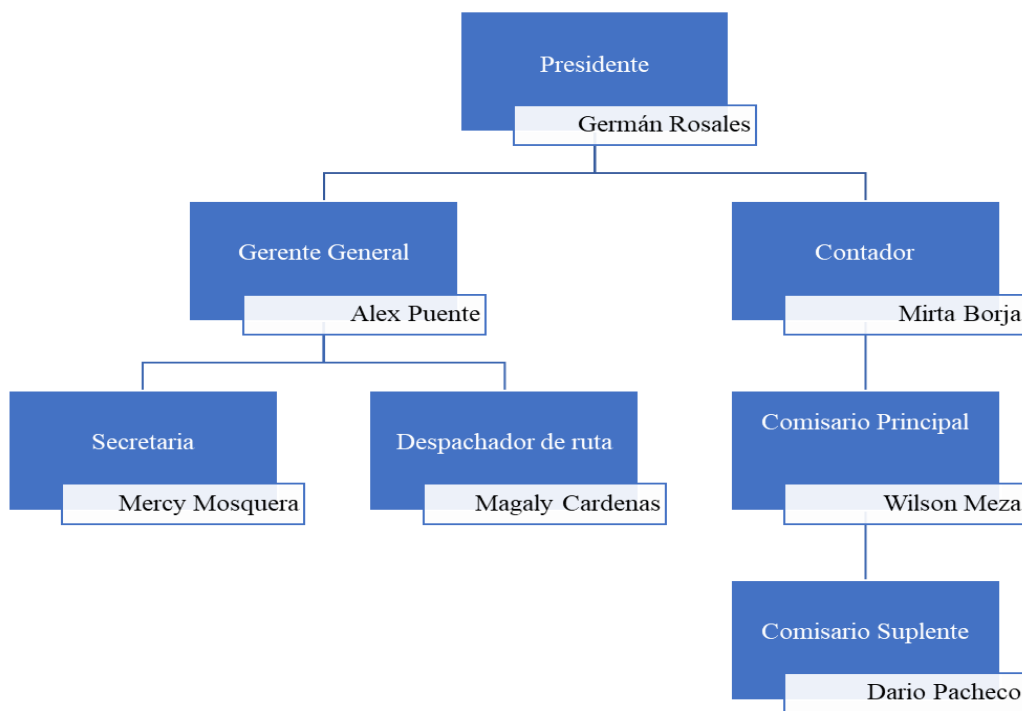 Presidente
Germán Rosales
Gerente General
Alex Puente
Contador
Mirta Borja
Secretaria
Mercy Mosquera
Despachador de ruta
Magaly Cardenas
Comisario Principal
Wilson Meza
Comisario Suplente
Dario Pacheco